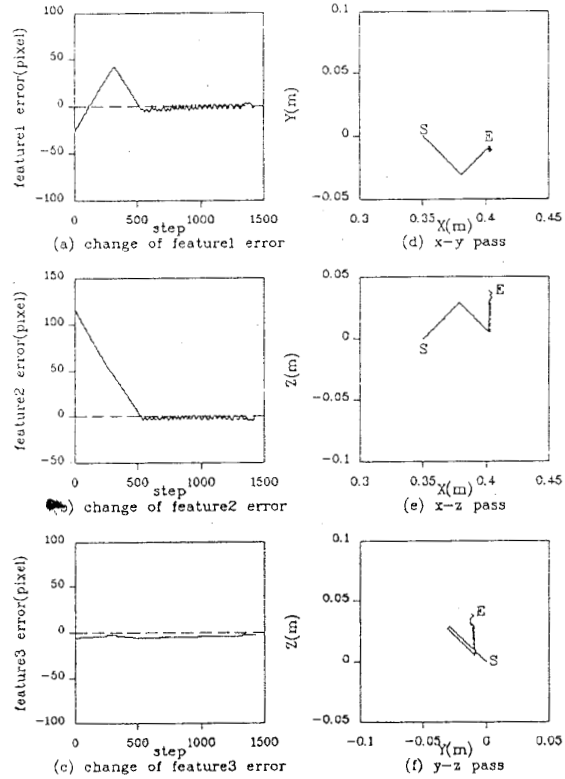 100
50
0
-50
-100
feature1 error(pixel)
0 500 1000 1500
step
(a) change of feature1 error
0.1
0.05
0
-0.05
Y(m)
S E
0.3 0.35 0.4 0.45
X(m)
(d) x-y pass
150
100
50
0
-50
feature2 error(pixel)
0 500 1000 1500
step
change of feature2 error
0.05
0
-0.05
-0.1
Z(m)
E
S
0.3 0.35 0.4 0.45
X(m)
(e) x-z pass
100
50
0
-50
-100
feature3 error(pixel)
0 500 1000 1500
step
(c) change of feature3 error
0.1
0.05
0
-0.05
Z(m)
E
S
-0.1 -0.05 0 0.05
Y(m)
(f) y-z pass